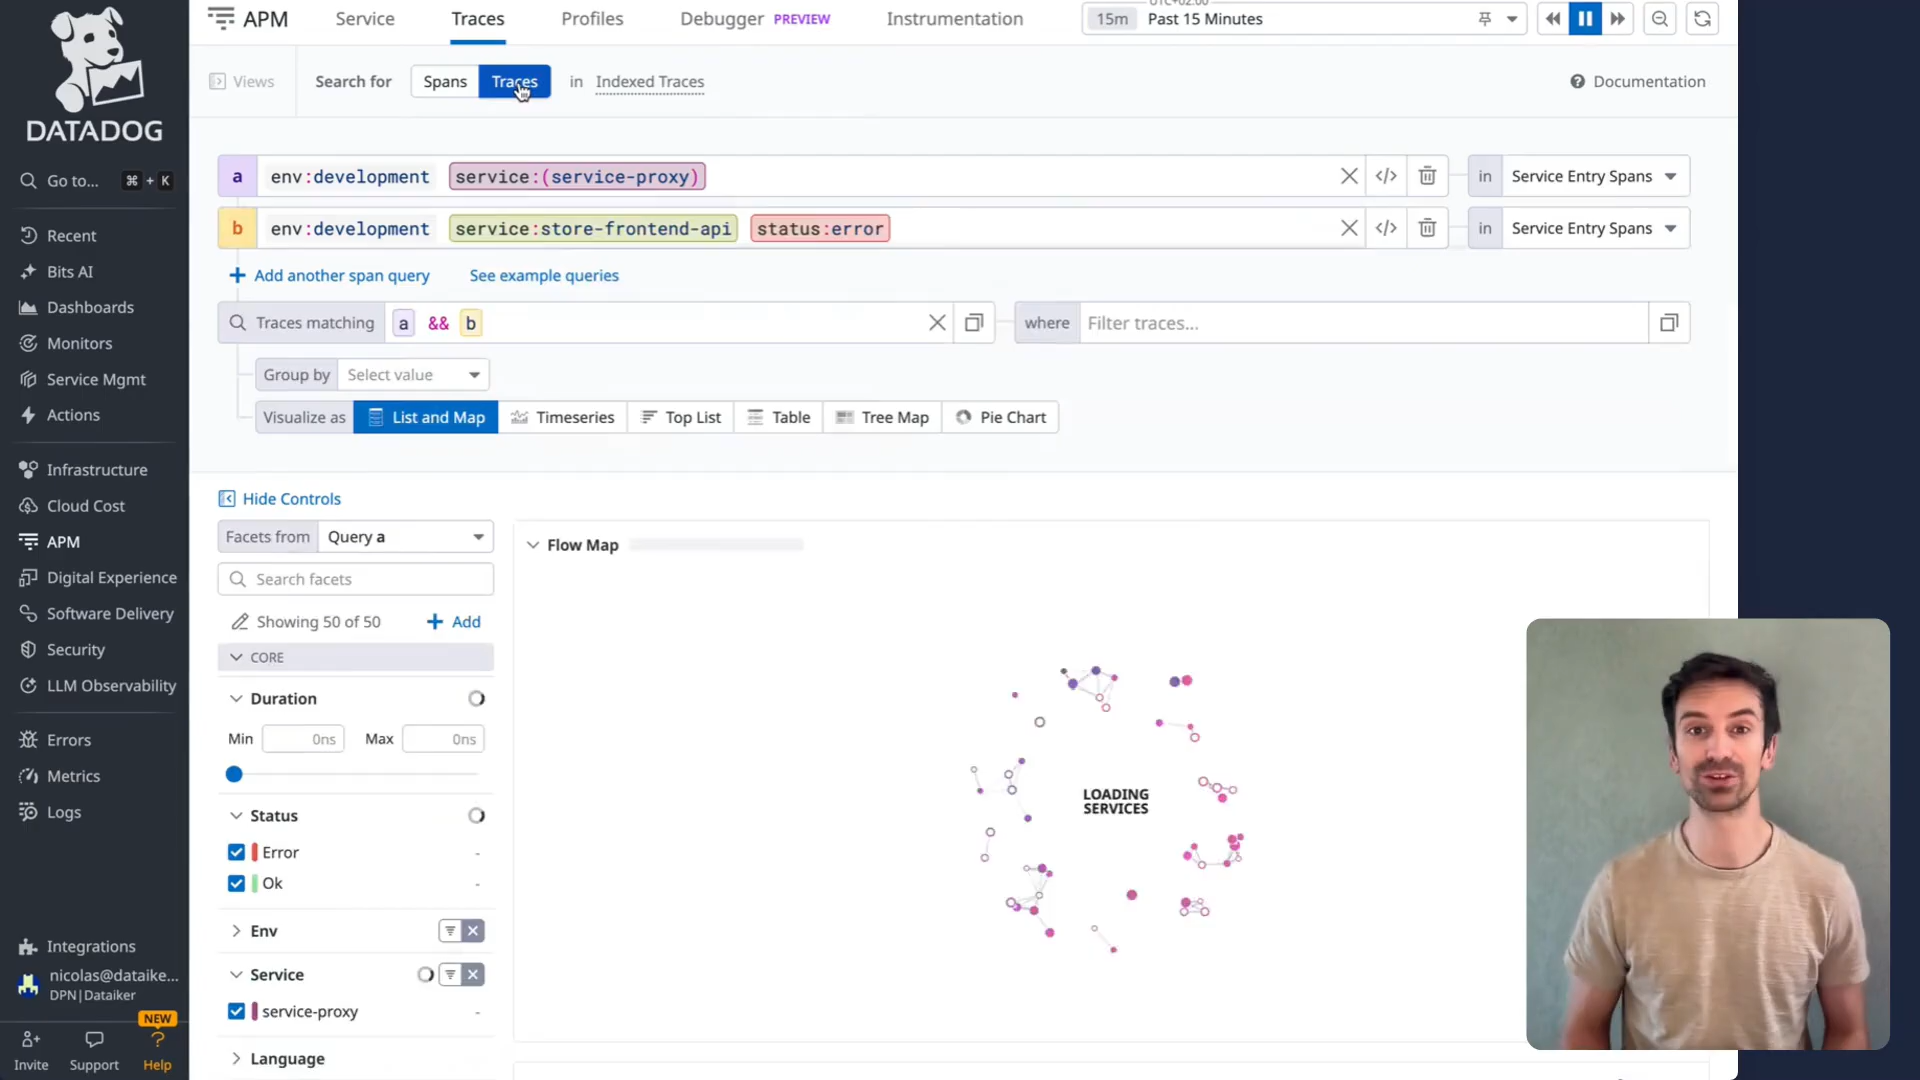 DATADOG
Go to... ⌘ + K
Recent
Bits AI
Dashboards
Monitors
Service Mgmt
Actions
Infrastructure
Cloud Cost
APM
Digital Experience
Software Delivery
Security
LLM Observability
Errors
Metrics
Logs
Integrations
nicolas@dataike...
DPN|Dataiker
NEW
Invite Support Help
APM Service Traces Profiles Debugger PREVIEW Instrumentation
UTC+02:00
15m Past 15 Minutes
Views Search for Spans Traces in Indexed Traces Documentation
a env:development service:(service-proxy) in Service Entry Spans
b env:development service:store-frontend-api status:error in Service Entry Spans
Add another span query See example queries
Traces matching a && b where Filter traces...
Group by Select value
Visualize as List and Map Timeseries Top List Table Tree Map Pie Chart
Hide Controls
Facets from Query a
Search facets
Showing 50 of 50 Add
CORE
Duration
Min 0ns Max 0ns
Status
Error -
Ok -
Env
Service
service-proxy -
Language
Flow Map
LOADING
SERVICES